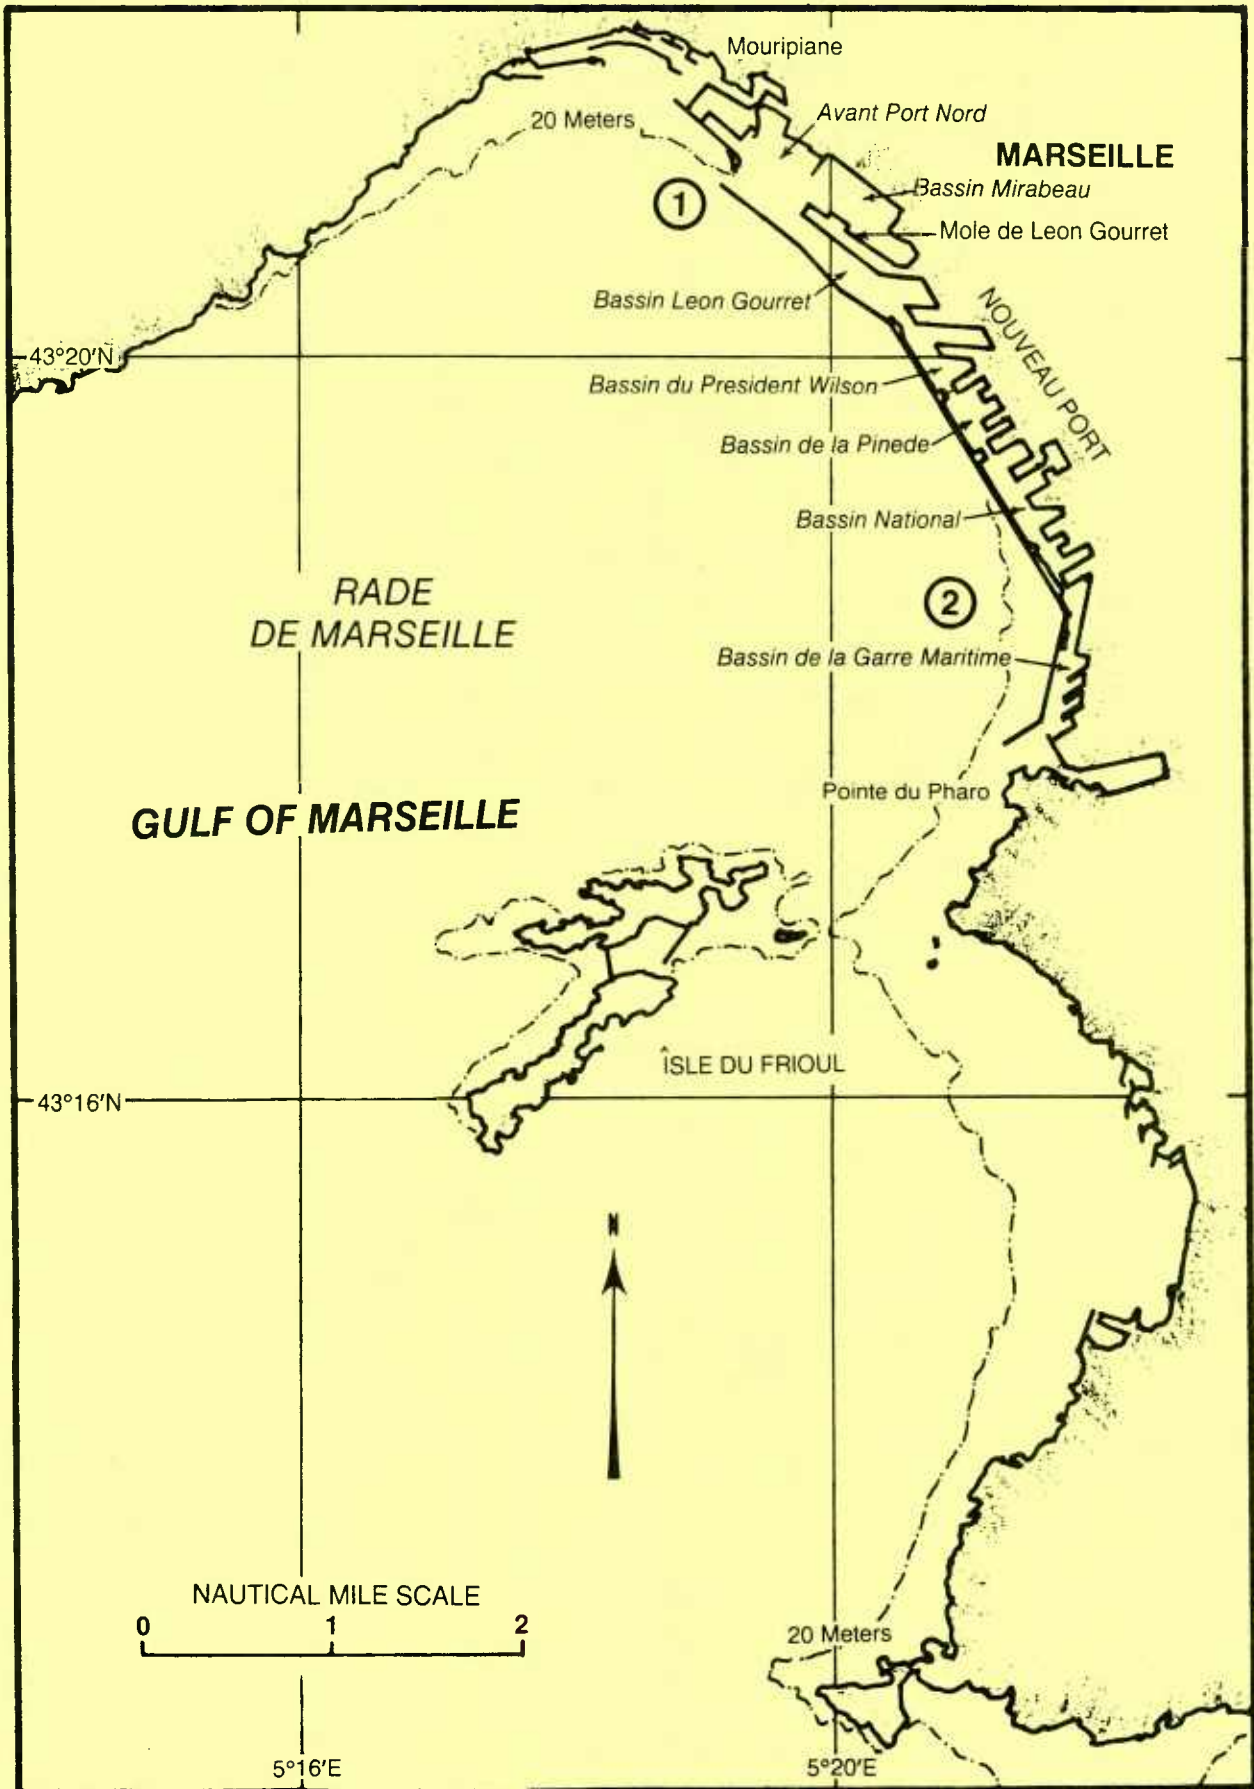 Mouripiane
Avant Port Nord
20 Meters
MARSEILLE
Bassin Mirabeau
1
Mole de Leon Gourret
Bassin Leon Gourret
NOUVEAU PORT
43°20'N
Bassin du President Wilson
Bassin de la Pinede
Bassin National
RADE
DE MARSEILLE
2
Bassin de la Garre Maritime
Pointe du Pharo
GULF OF MARSEILLE
ÎSLE DU FRIOUL
43°16'N
N
NAUTICAL MILE SCALE
0 1 2
20 Meters
5°16'E
5°20'E